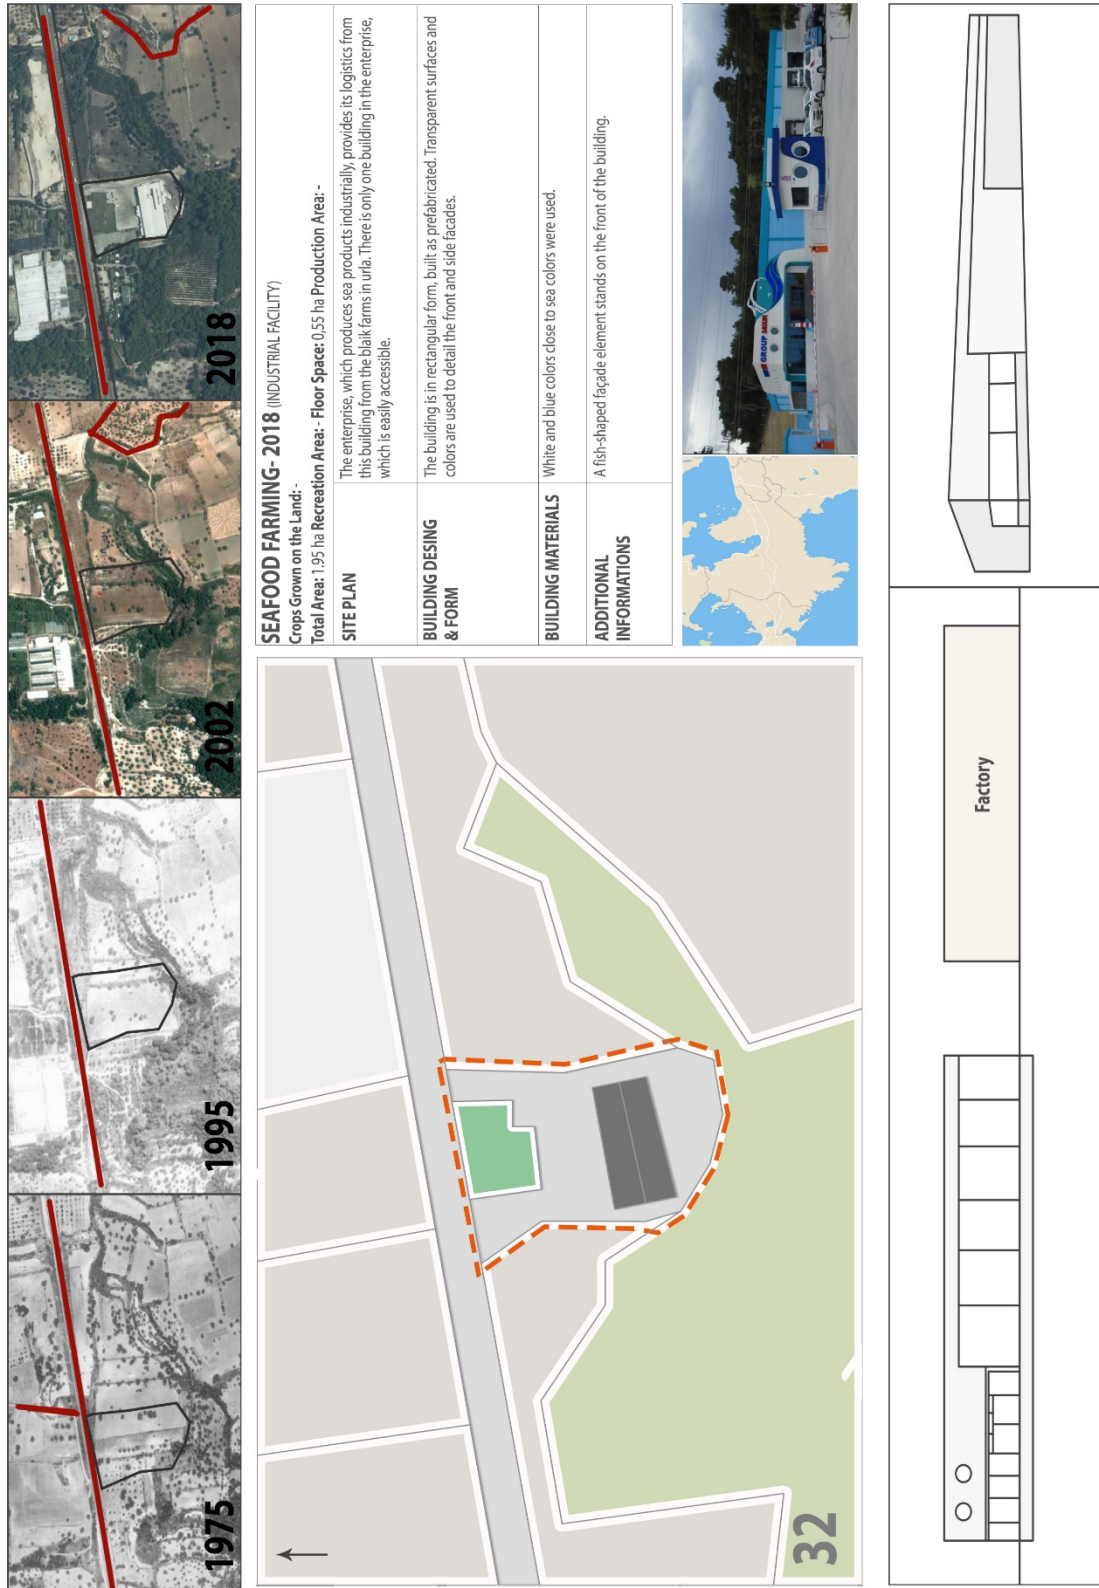 1975
1995
2002
2018
32
SEAFOOD FARMING- 2018 (INDUSTRIAL FACILITY)
Crops Grown on the Land: -
Total Area: 1,95 ha Recreation Area: - Floor Space: 0,55 ha Production Area: -
SITE PLAN
The enterprise, which produces sea products industrially, provides its logistics from
this building from the blaik farms in urla. There is only one building in the enterprise,
which is easily accessible.
BUILDING DESING
& FORM
The building is in rectangular form, built as prefabricated. Transparent surfaces and
colors are used to detail the front and side facades.
BUILDING MATERIALS
White and blue colors close to sea colors were used.
ADDITIONAL
INFORMATIONS
A fish-shaped façade element stands on the front of the building.
GROUP SAGUN
Factory